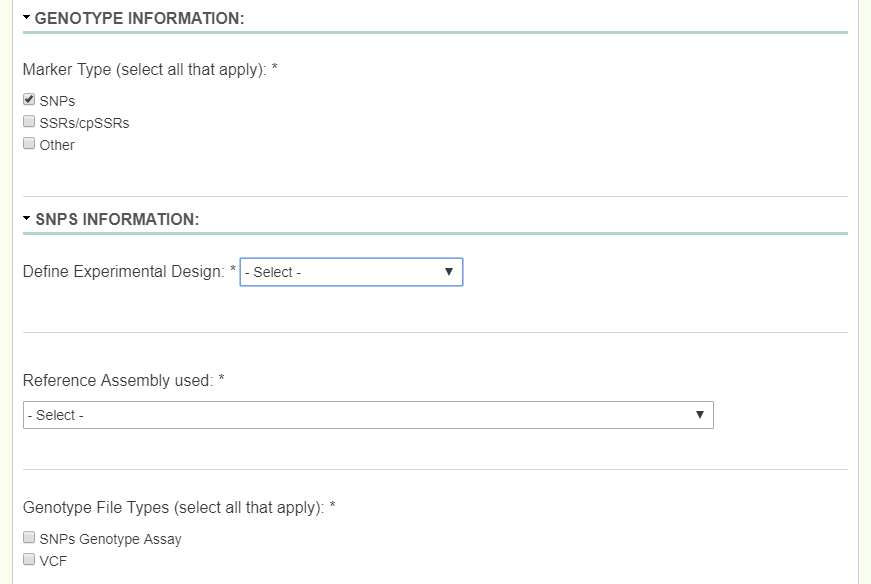 GENOTYPE INFORMATION:
Marker Type (select all that apply): *
SNPs
SSRs/cpSSRs
Other
SNPS INFORMATION:
Define Experimental Design: * - Select -
Reference Assembly used: *
- Select -
Genotype File Types (select all that apply): *
SNPs Genotype Assay
VCF